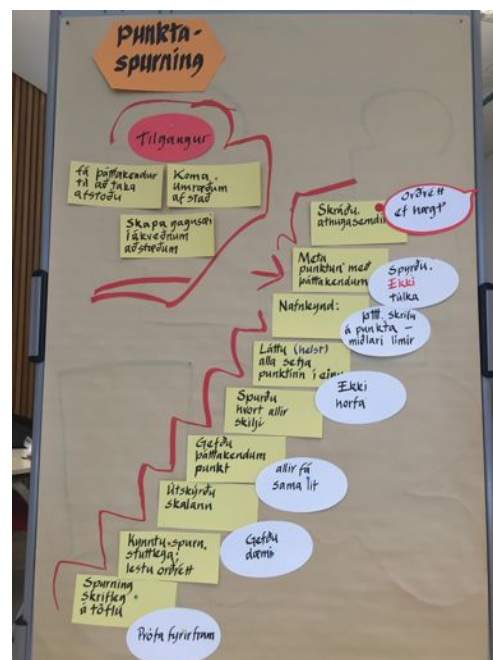 Punkta-
spurning
Tilgangur
fá þátttakendur
til að taka
afstöðu
Koma
umræðum
af stað
Skapa gagnsæi
í ákveðnum
aðstæðum
Skráðu
athugasemdir
Orðrétt
ef hægt
Meta
punktun með
þátttakendum
Spyrðu.
Ekki
túlka
Nafnkynd:
þátt. skrifa
á punkta –
miðlari límir
Láttu (helst)
alla setja
punktinn í einu
Ekki
horfa
Spurðu
hvort allir
skilji
Gefðu
þátttakendum
punkt
allir fá
sama lit
Útskýrðu
skalann
Kynntu spurn.
stuttlega;
lestu orðrétt
Gefðu
dæmi
Spurning
skrifleg
á töflu
Prófa fyrirfram